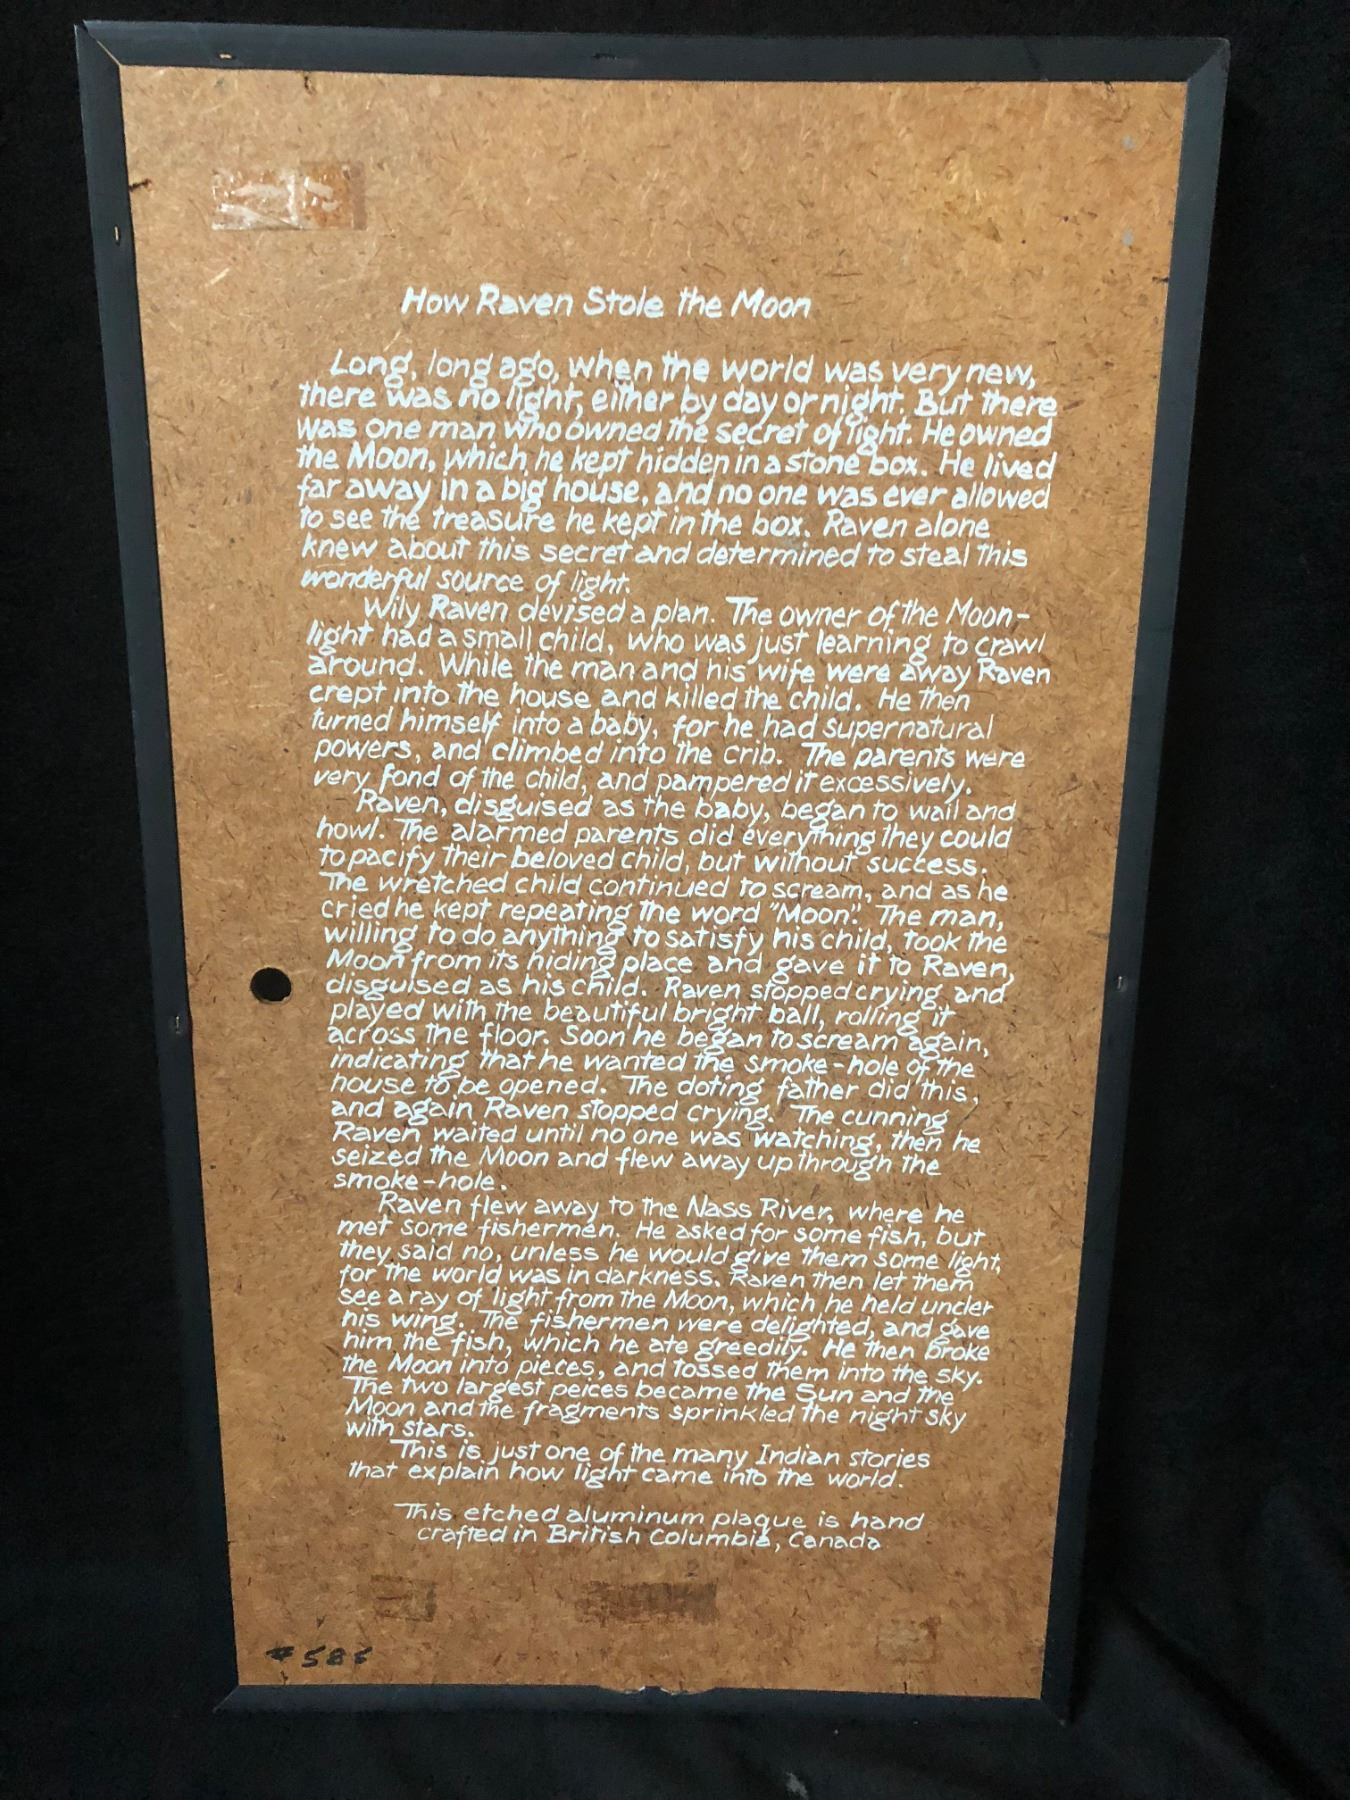 How Raven Stole the Moon
Long, long ago, when the world was very new,
there was no light, either by day or night. But there
was one man who owned the secret of light. He owned
the Moon, which he kept hidden in a stone box. He lived
far away in a big house, and no one was ever allowed
to see the treasure he kept in the box. Raven alone
knew about this secret and determined to steal this
wonderful source of light.
Wily Raven devised a plan. The owner of the Moon-
light had a small child, who was just learning to crawl
around. While the man and his wife were away Raven
crept into the house and killed the child. He then
turned himself into a baby, for he had supernatural
powers, and climbed into the crib. The parents were
very fond of the child, and pampered it excessively.
Raven, disguised as the baby, began to wail and
howl. The alarmed parents did everything they could
to pacify their beloved child, but without success.
The wretched child continued to scream, and as he
cried he kept repeating the word "Moon". The man,
willing to do anything to satisfy his child, took the
Moon from its hiding place and gave it to Raven,
disguised as his child. Raven stopped crying and
played with the beautiful bright ball, rolling it
across the floor. Soon he began to scream again,
indicating that he wanted the smoke-hole of the
house to be opened. The doting father did this,
and again Raven stopped crying. The cunning
Raven waited until no one was watching, then he
seized the Moon and flew away up through the
smoke-hole.
Raven flew away to the Nass River, where he
met some fishermen. He asked for some fish, but
they said no, unless he would give them some light,
for the world was in darkness. Raven then let them
see a ray of light from the Moon, which he held under
his wing. The fishermen were delighted, and gave
him the fish, which he ate greedily. He then broke
the Moon into pieces, and tossed them into the sky.
The two largest peices became the Sun and the
Moon and the fragments sprinkled the night sky
with stars.
This is just one of the many Indian stories
that explain how light came into the world.
This etched aluminum plaque is hand
crafted in British Columbia, Canada